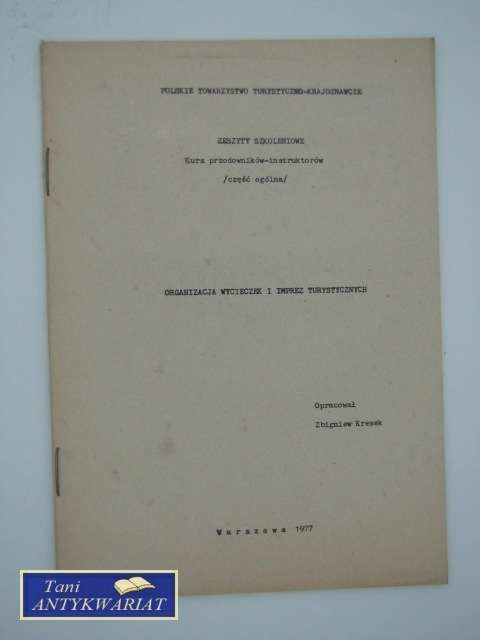 POLSKIE TOWARZYSTWO TURYSTYCZNO-KRAJOZNAWCZE
ZESZYTY SZKOLENIOWE
Kurs przodowników-instruktorów
/część ogólna/
ORGANIZACJA WYCIECZEK I IMPREZ TURYSTYCZNYCH
Opracował
Zbigniew Kresek
Warszawa 1977
Tani
ANTYKWARIAT